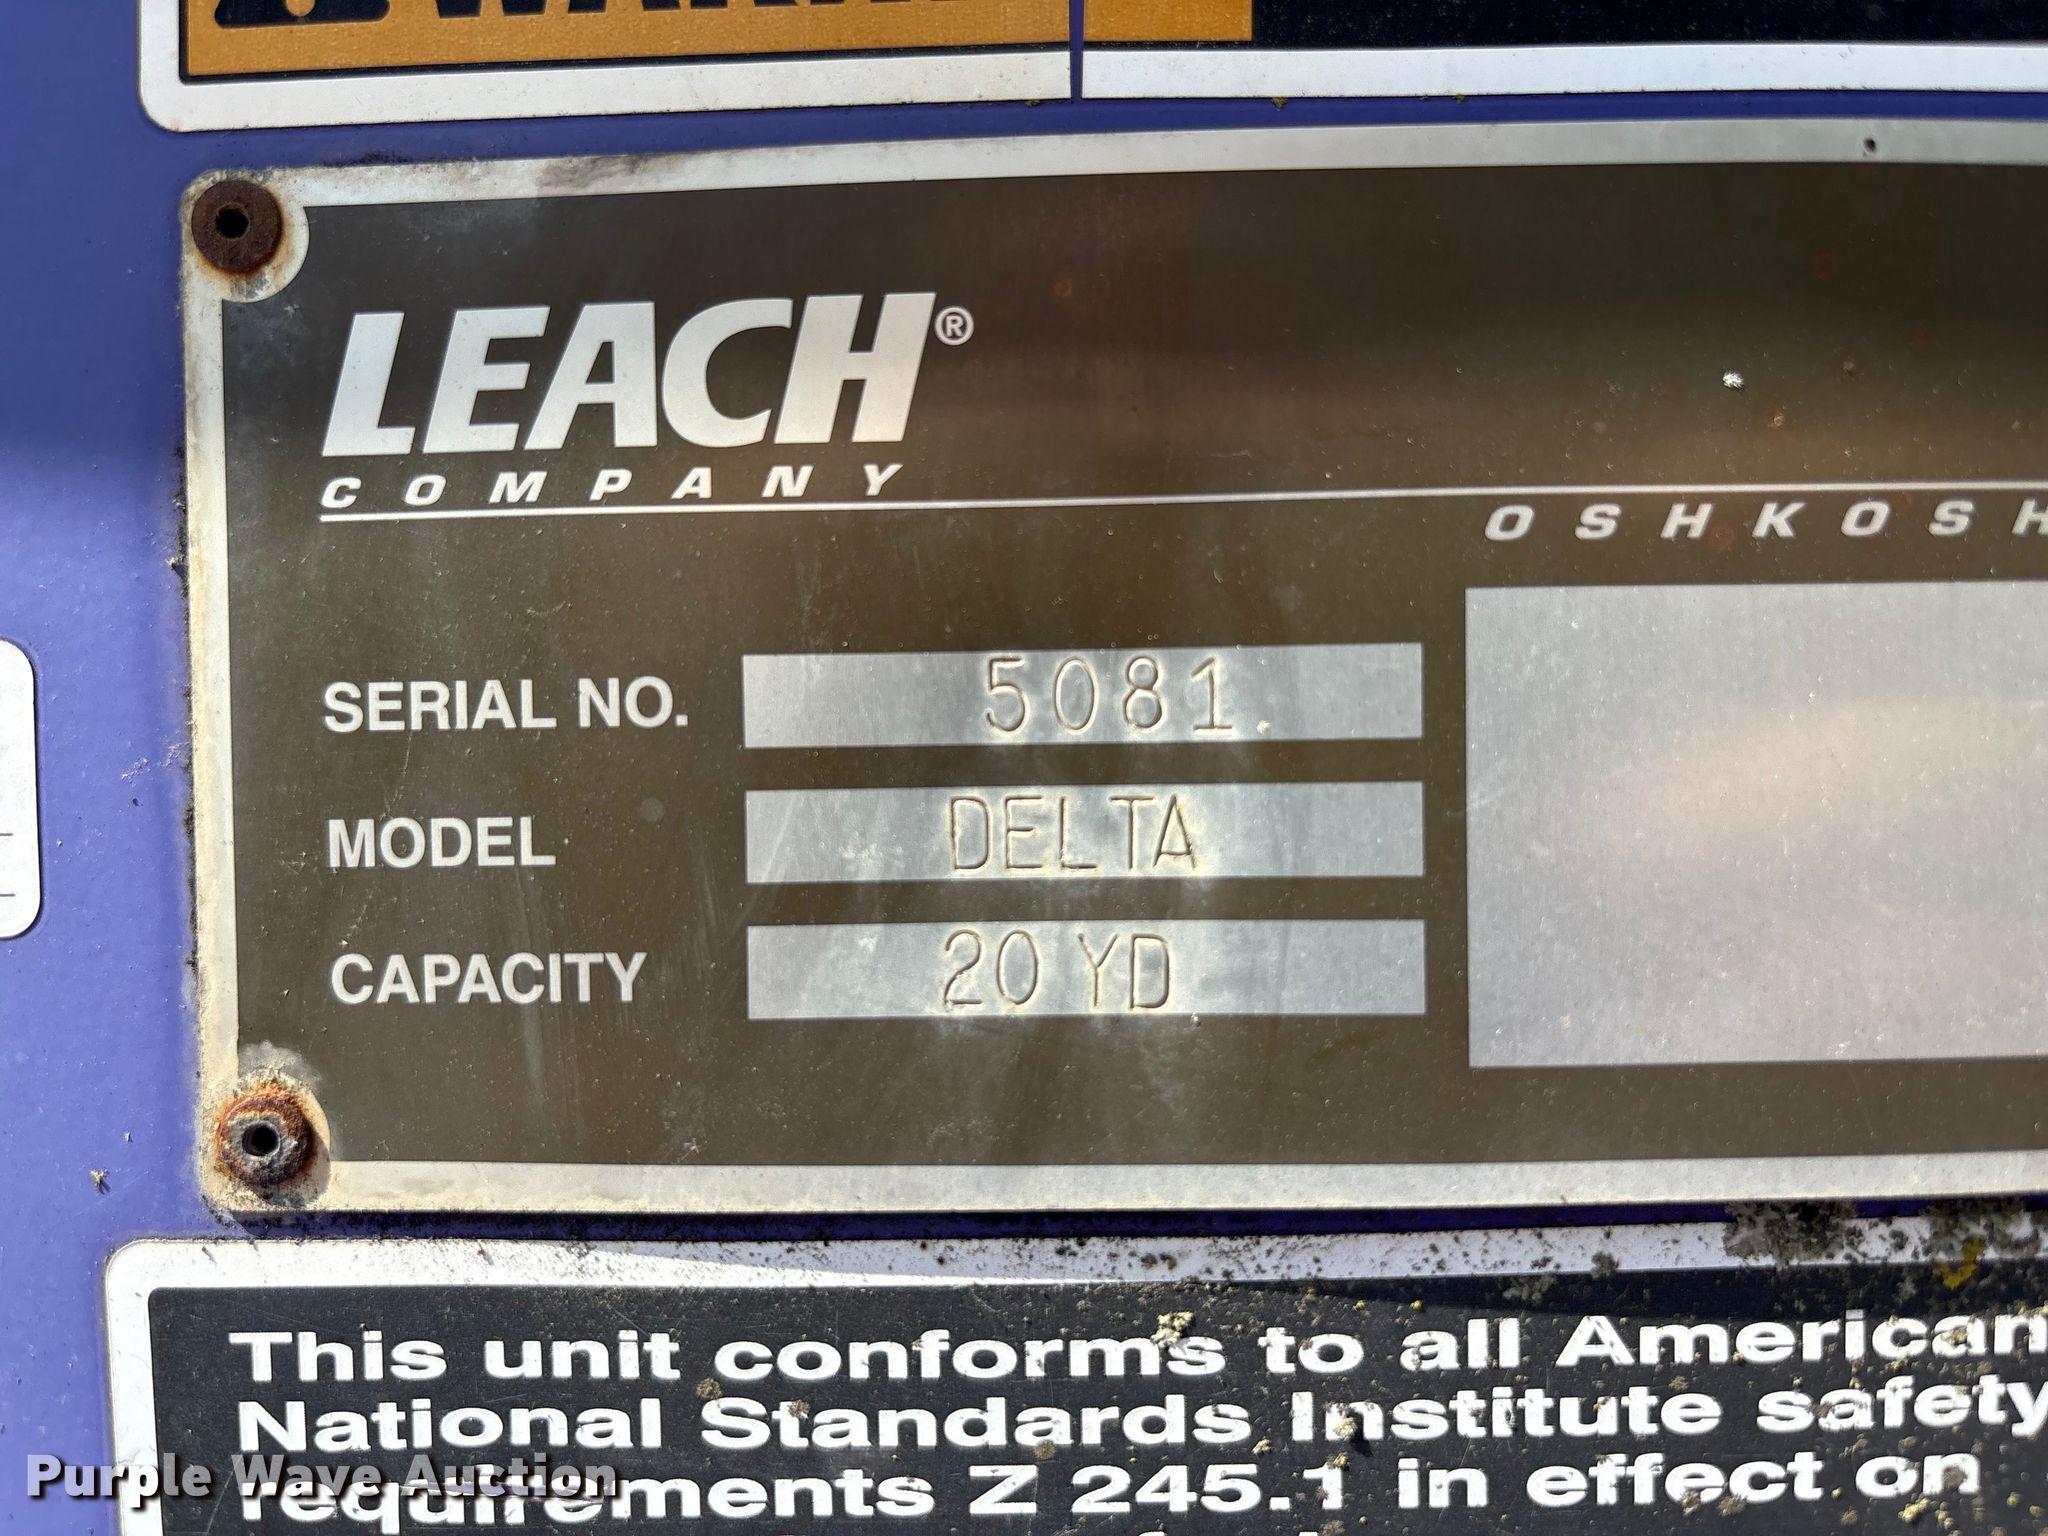 LEACH®
COMPANY
OSHKOSH
SERIAL NO. 5081
MODEL DELTA
CAPACITY 20 YD
This unit conforms to all American
National Standards Institute safety
requirements Z 245.1 in effect on
Purple Wave Auction